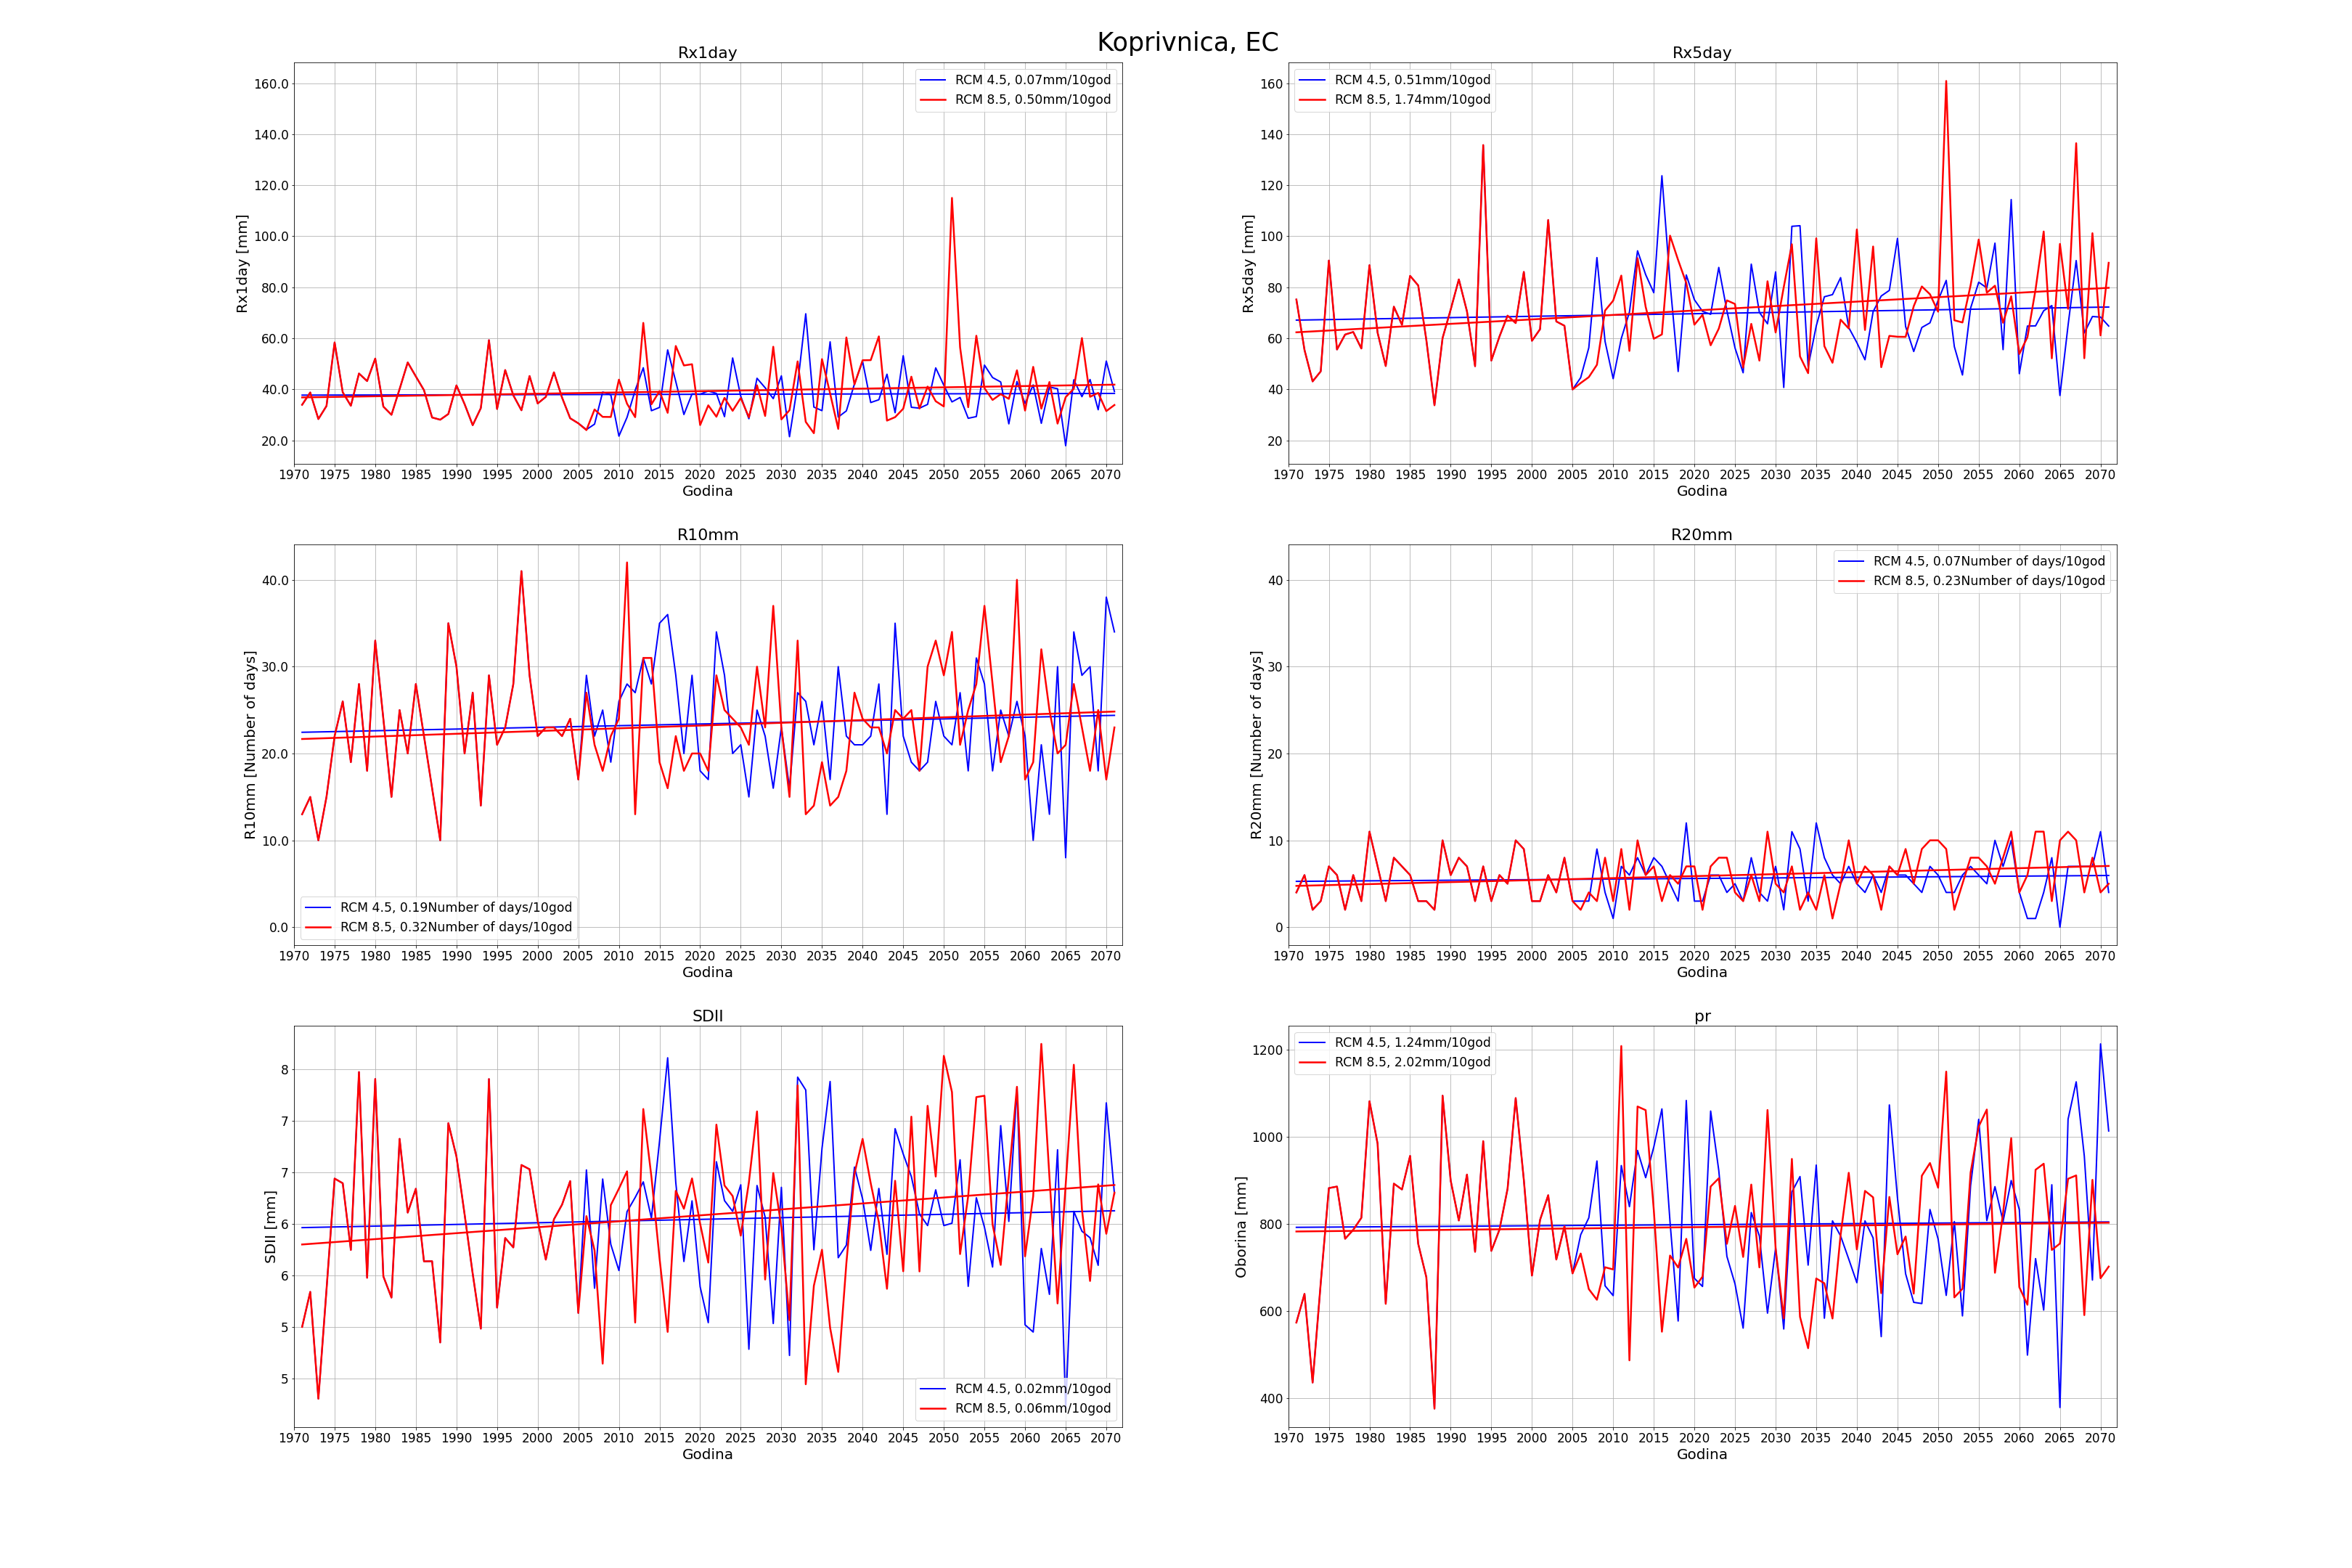 Koprivnica, EC
Rx1day
RCM 4.5, 0.07mm/10god
RCM 8.5, 0.50mm/10god
Rx1day [mm]
160.0
140.0
120.0
100.0
80.0
60.0
40.0
20.0
1970 1975 1980 1985 1990 1995 2000 2005 2010 2015 2020 2025 2030 2035 2040 2045 2050 2055 2060 2065 2070
Godina
Rx5day
RCM 4.5, 0.51mm/10god
RCM 8.5, 1.74mm/10god
Rx5day [mm]
160
140
120
100
80
60
40
20
1970 1975 1980 1985 1990 1995 2000 2005 2010 2015 2020 2025 2030 2035 2040 2045 2050 2055 2060 2065 2070
Godina
R10mm
R10mm [Number of days]
40.0
30.0
20.0
10.0
0.0
RCM 4.5, 0.19Number of days/10god
RCM 8.5, 0.32Number of days/10god
1970 1975 1980 1985 1990 1995 2000 2005 2010 2015 2020 2025 2030 2035 2040 2045 2050 2055 2060 2065 2070
Godina
R20mm
RCM 4.5, 0.07Number of days/10god
RCM 8.5, 0.23Number of days/10god
R20mm [Number of days]
40
30
20
10
0
1970 1975 1980 1985 1990 1995 2000 2005 2010 2015 2020 2025 2030 2035 2040 2045 2050 2055 2060 2065 2070
Godina
SDII
SDII [mm]
8
7
7
6
6
5
5
RCM 4.5, 0.02mm/10god
RCM 8.5, 0.06mm/10god
1970 1975 1980 1985 1990 1995 2000 2005 2010 2015 2020 2025 2030 2035 2040 2045 2050 2055 2060 2065 2070
Godina
pr
RCM 4.5, 1.24mm/10god
RCM 8.5, 2.02mm/10god
Oborina [mm]
1200
1000
800
600
400
1970 1975 1980 1985 1990 1995 2000 2005 2010 2015 2020 2025 2030 2035 2040 2045 2050 2055 2060 2065 2070
Godina